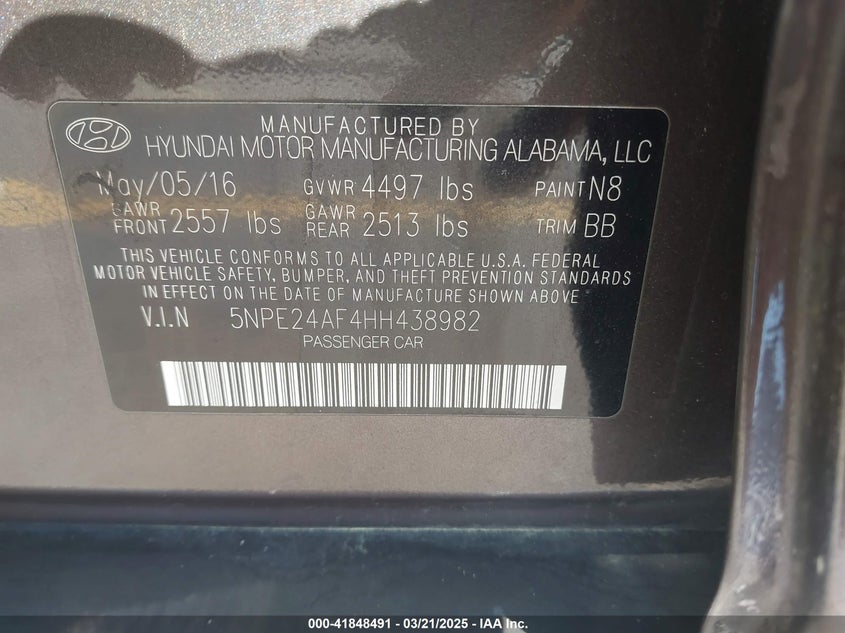 MANUFACTURED BY
HYUNDAI MOTOR MANUFACTURING ALABAMA, LLC
May/05/16 GVWR 4497 lbs PAINT N8
GAWR FRONT 2557 lbs GAWR REAR 2513 lbs TRIM BB
THIS VEHICLE CONFORMS TO ALL APPLICABLE U.S.A. FEDERAL
MOTOR VEHICLE SAFETY, BUMPER, AND THEFT PREVENTION STANDARDS
IN EFFECT ON THE DATE OF MANUFACTURE SHOWN ABOVE
V.I.N 5NPE24AF4HH438982
PASSENGER CAR
000-41848491 - 03/21/2025 - IAA Inc.